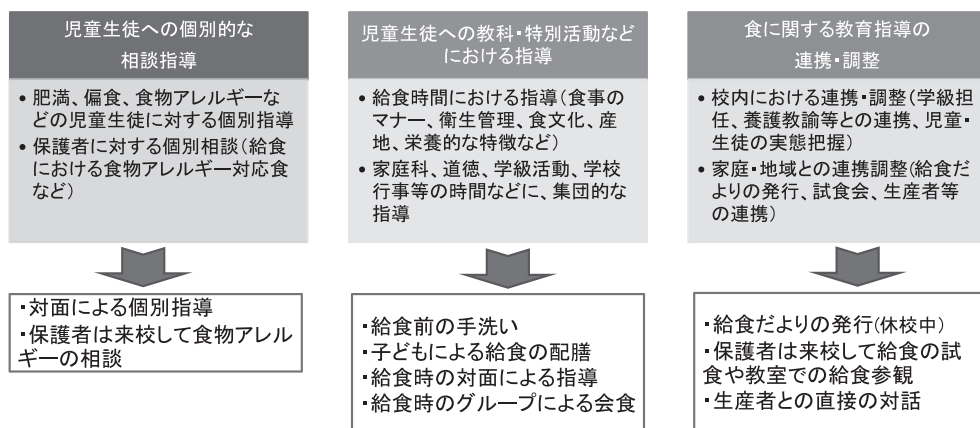 児童生徒への個別的な
相談指導
• 肥満、偏食、食物アレルギーな
どの児童生徒に対する個別指導
• 保護者に対する個別相談(給食
における食物アレルギー対応食
など)
・対面による個別指導
・保護者は来校して食物アレル
ギーの相談
児童生徒への教科・特別活動など
における指導
• 給食時間における指導(食事の
マナー、衛生管理、食文化、産
地、栄養的な特徴など)
• 家庭科、道徳、学級活動、学校
行事等の時間などに、集団的な
指導
・給食前の手洗い
・子どもによる給食の配膳
・給食時の対面による指導
・給食時のグループによる会食
食に関する教育指導の
連携・調整
• 校内における連携・調整(学級担
任、養護教諭等との連携、児童・
生徒の実態把握)
• 家庭・地域との連携調整(給食だ
よりの発行、試食会、生産者等
の連携)
・給食だよりの発行(休校中)
・保護者は来校して給食の試
食や教室での給食参観
・生産者との直接の対話